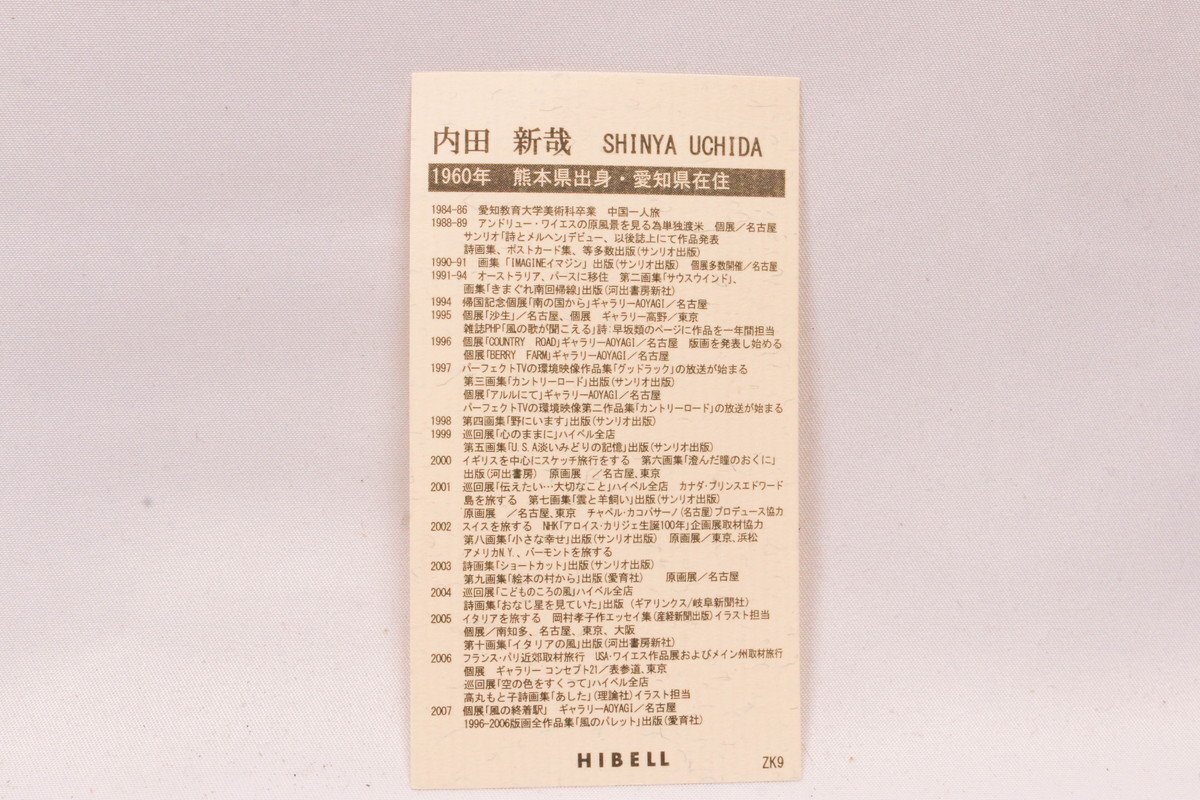 内田 新哉 SHINYA UCHIDA
1960年 熊本県出身・愛知県在住
1984-86 愛知教育大学美術科卒業 中国一人旅
1988-89 アンドリュー・ワイエスの原風景を見る為単独渡米 個展／名古屋
サンリオ「詩とメルヘン」デビュー、以後誌上にて作品発表
詩画集、ポストカード集、等多数出版(サンリオ出版)
1990-91 画集「IMAGINEイマジン」出版(サンリオ出版) 個展多数開催／名古屋
1991-94 オーストラリア、パースに移住 第二画集「サウスウインド」、
画集「きまぐれ南回帰線」出版(河出書房新社)
1994 帰国記念個展「南の国から」ギャラリーAOYAGI／名古屋
1995 個展「沙生」／名古屋、個展 ギャラリー高野／東京
雑誌PHP「風の歌が聞こえる」詩:早坂類のページに作品を一年間担当
1996 個展「COUNTRY ROAD」ギャラリーAOYAGI／名古屋 版画を発表し始める
個展「BERRY FARM」ギャラリーAOYAGI／名古屋
1997 パーフェクトTVの環境映像作品集「グッドラック」の放送が始まる
第三画集「カントリーロード」出版(サンリオ出版)
個展「アルルにて」ギャラリーAOYAGI／名古屋
パーフェクトTVの環境映像第二作品集「カントリーロード」の放送が始まる
1998 第四画集「野にいます」出版(サンリオ出版)
1999 巡回展「心のままに」ハイベル全店
第五画集「U.S.A淡いみどりの記憶」出版(サンリオ出版)
2000 イギリスを中心にスケッチ旅行をする 第六画集「澄んだ瞳のおくに」
出版(河出書房) 原画展 ／名古屋、東京
2001 巡回展「伝えたい…大切なこと」ハイベル全店 カナダ・プリンスエドワード
島を旅する 第七画集「雲と羊飼い」出版(サンリオ出版)
原画展 ／名古屋、東京 チャペル・カコパサーノ(名古屋)プロデュース協力
2002 スイスを旅する NHK「アロイス・カリジェ生誕100年」企画展取材協力
第八画集「小さな幸せ」出版(サンリオ出版) 原画展／東京、浜松
アメリカN.Y.、バーモントを旅する
2003 詩画集「ショートカット」出版(サンリオ出版)
第九画集「絵本の村から」出版(愛育社) 原画展／名古屋
2004 巡回展「こどものころの風」ハイベル全店
詩画集「おなじ星を見ていた」出版 (ギアリンクス/岐阜新聞社)
2005 イタリアを旅する 岡村孝子作エッセイ集(産経新聞出版)イラスト担当
個展／南知多、名古屋、東京、大阪
第十画集「イタリアの風」出版(河出書房新社)
2006 フランス・パリ近郊取材旅行 USA・ワイエス作品展およびメイン州取材旅行
個展 ギャラリー コンセプト21／表参道、東京
巡回展「空の色をすくって」ハイベル全店
高丸もと子詩画集「あした」(理論社)イラスト担当
2007 個展「風の終着駅」 ギャラリーAOYAGI／名古屋
1996-2006版画全作品集「風のパレット」出版(愛育社)
HIBELL
ZK9